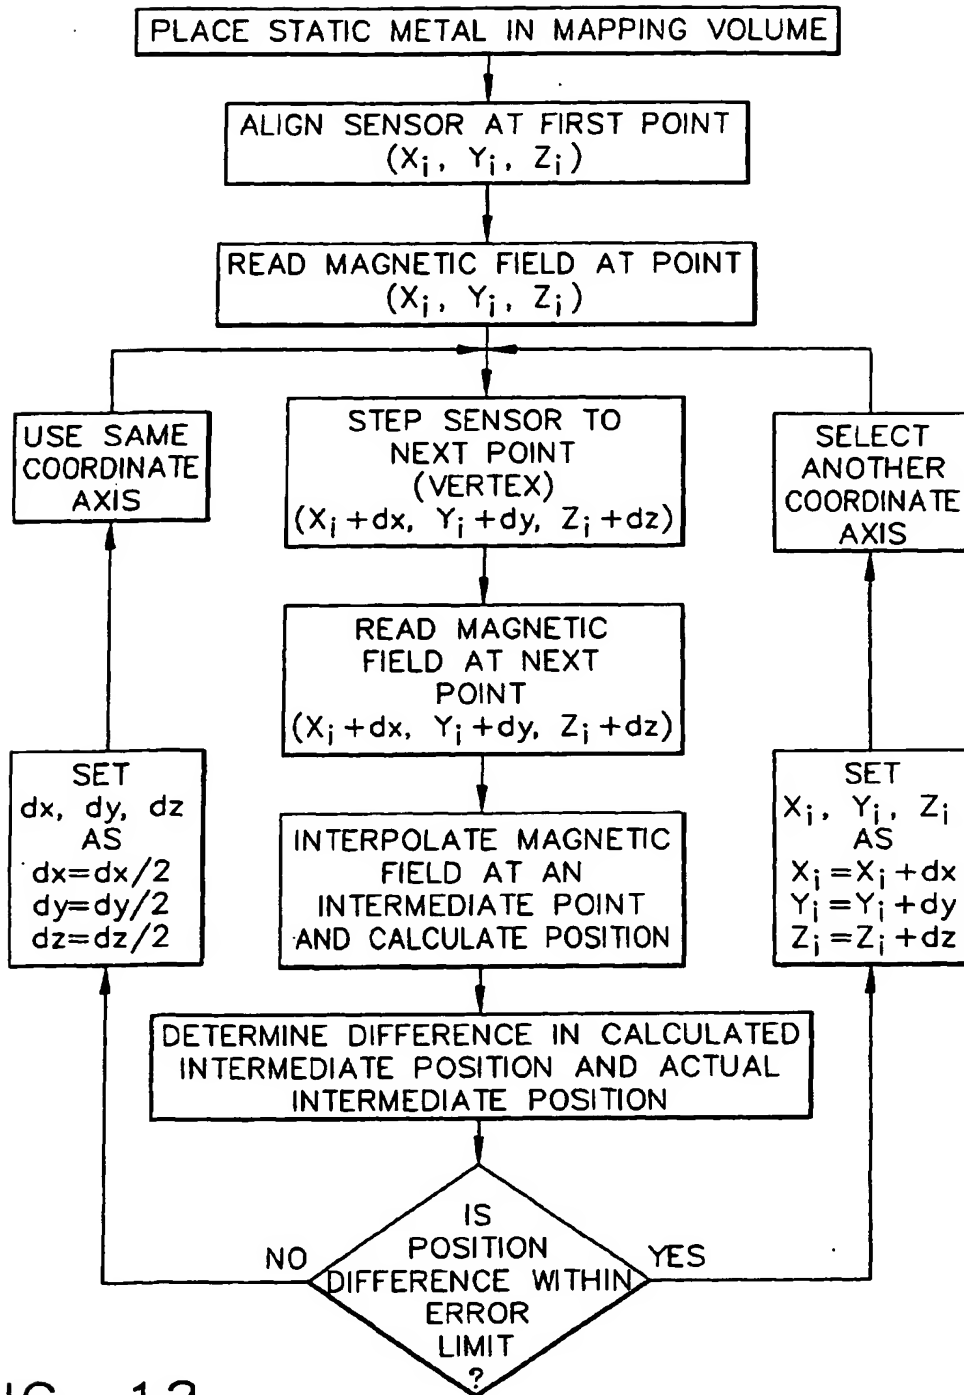 PLACE STATIC METAL IN MAPPING VOLUME
ALIGN SENSOR AT FIRST POINT
(Xi, Yi, Zi)
READ MAGNETIC FIELD AT POINT
(Xi, Yi, Zi)
USE SAME
COORDINATE
AXIS
STEP SENSOR TO
NEXT POINT
(VERTEX)
(Xi+dx, Yi+dy, Zi+dz)
SELECT
ANOTHER
COORDINATE
AXIS
READ MAGNETIC
FIELD AT NEXT
POINT
(Xi+dx, Yi+dy, Zi+dz)
SET
dx, dy, dz
AS
dx=dx/2
dy=dy/2
dz=dz/2
INTERPOLATE MAGNETIC
FIELD AT AN
INTERMEDIATE POINT
AND CALCULATE POSITION
SET
Xi, Yi, Zi
AS
Xi=Xi+dx
Yi=Yi+dy
Zi=Zi+dz
DETERMINE DIFFERENCE IN CALCULATED
INTERMEDIATE POSITION AND ACTUAL
INTERMEDIATE POSITION
NO
IS
POSITION
DIFFERENCE WITHIN
ERROR
LIMIT
?
YES